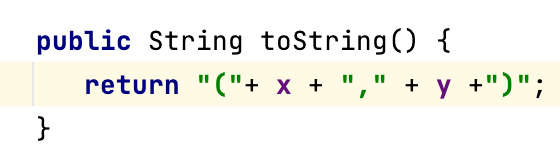 public String toString() {
return "("+ x + "," + y +")";
}